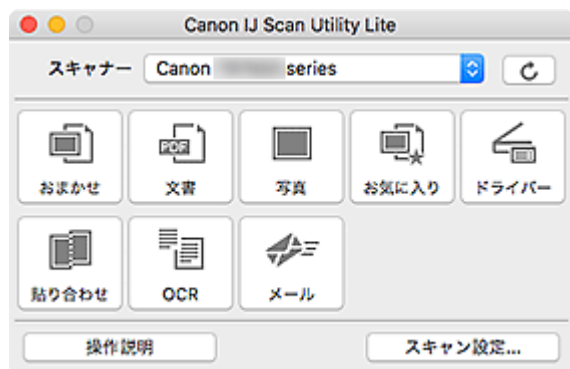 Canon IJ Scan Utility Lite
スキャナー Canon series
おまかせ 文書 写真 お気に入り ドライバー
PDF
貼り合わせ OCR メール
操作説明 スキャン設定...